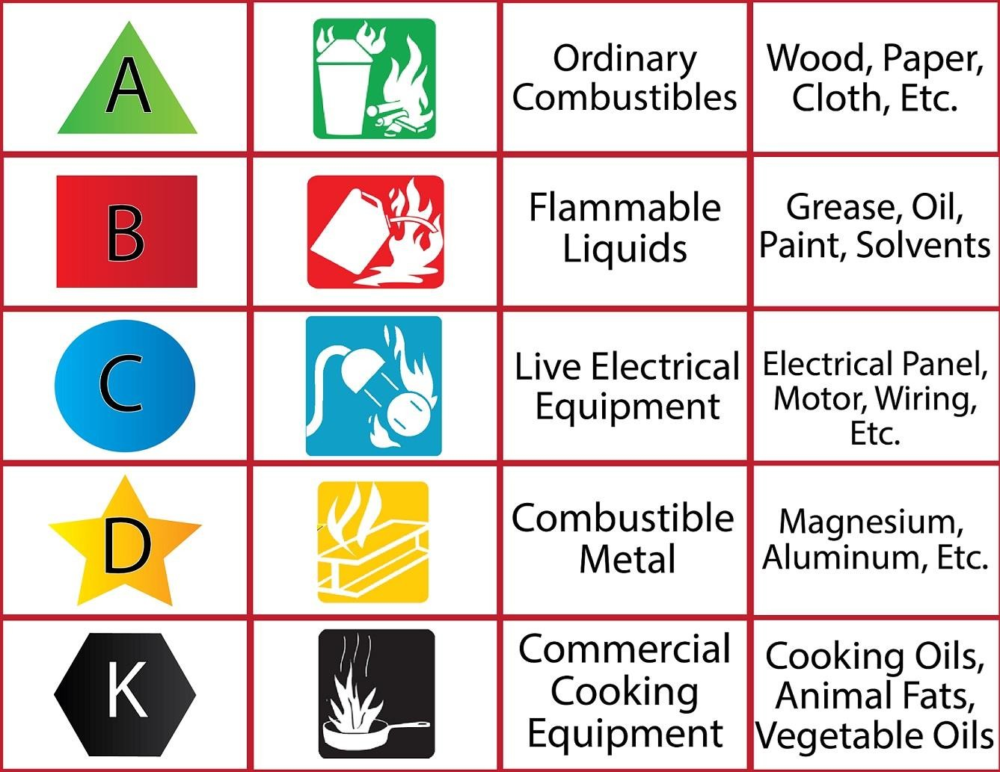 A
Ordinary
Combustibles
Wood, Paper,
Cloth, Etc.
B
Flammable
Liquids
Grease, Oil,
Paint, Solvents
C
Live Electrical
Equipment
Electrical Panel,
Motor, Wiring,
Etc.
D
Combustible
Metal
Magnesium,
Aluminum, Etc.
K
Commercial
Cooking
Equipment
Cooking Oils,
Animal Fats,
Vegetable Oils